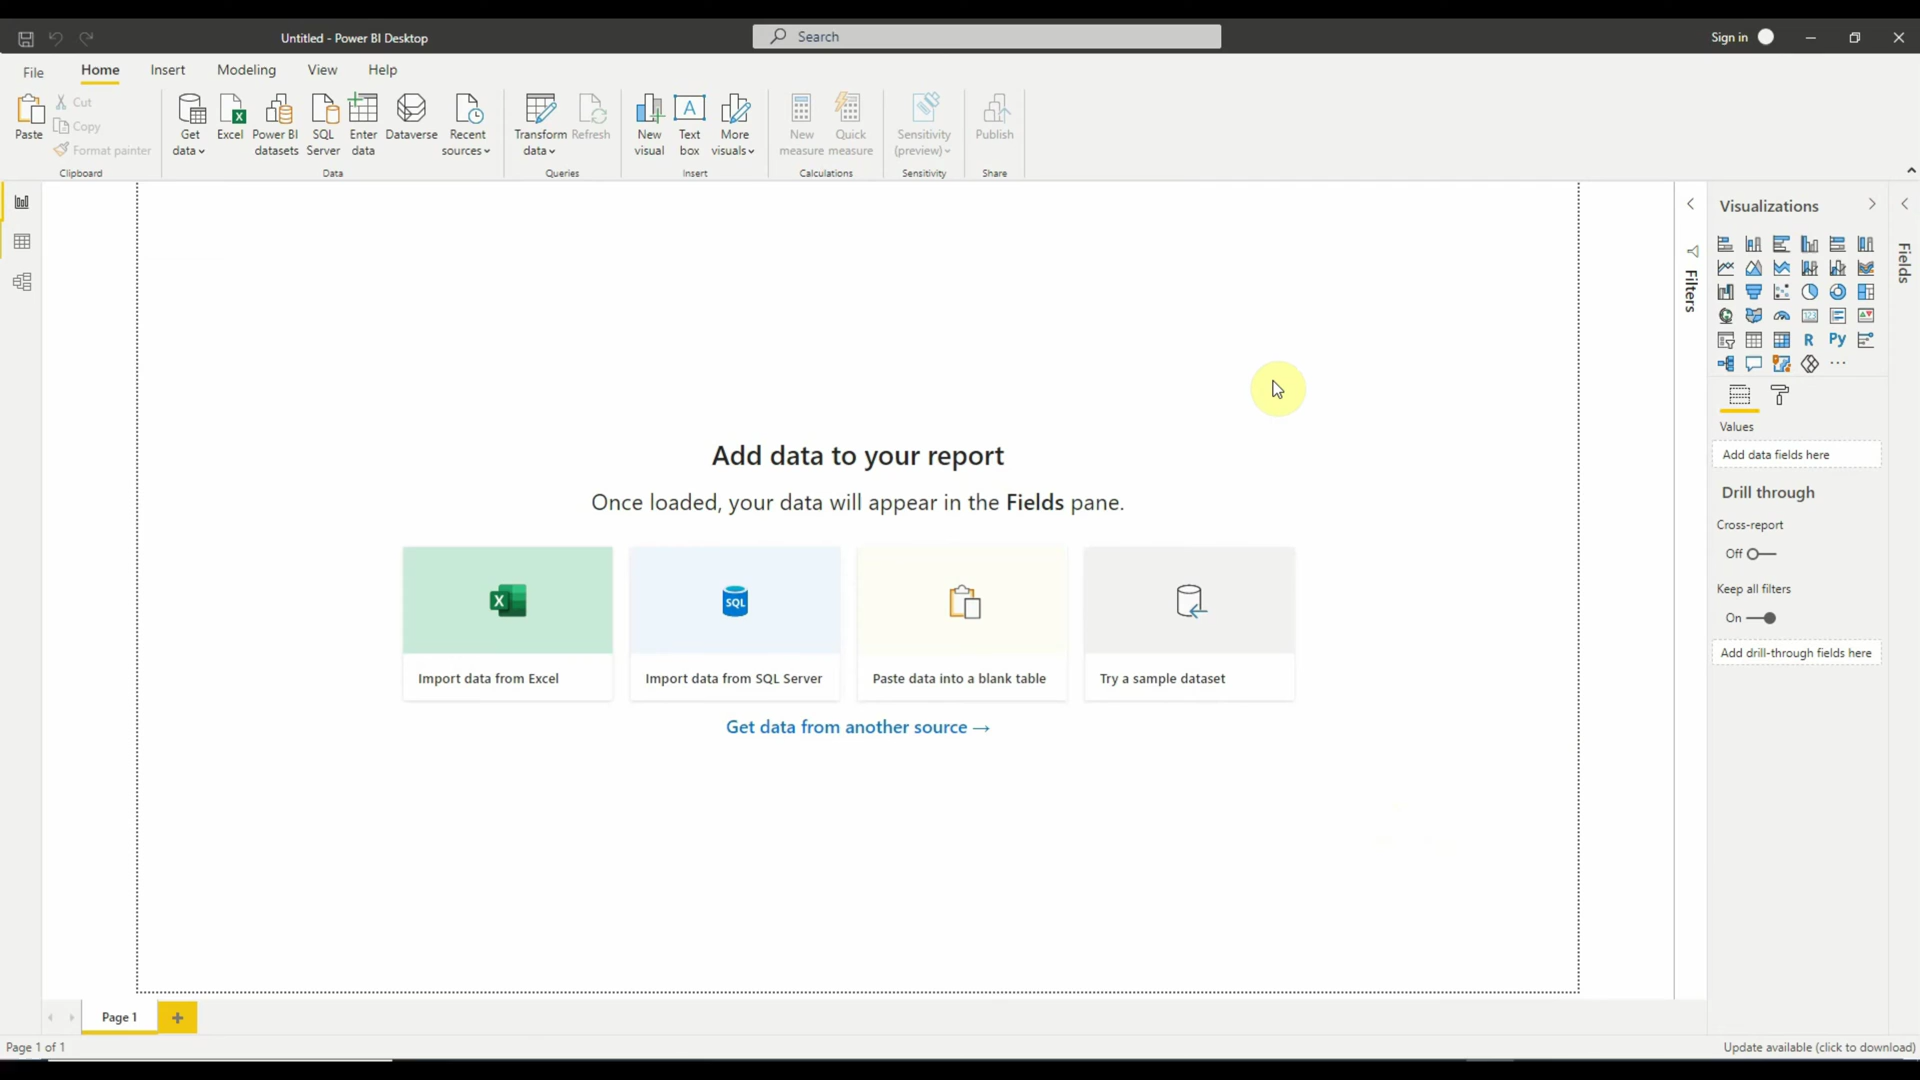 Untitled - Power BI Desktop
Search
Sign in
File
Home
Insert
Modeling
View
Help
Paste
Cut
Copy
Format painter
Clipboard
Get
data
Excel
Power BI
datasets
SQL
Server
Enter
data
Dataverse
Recent
sources
Data
Transform
data
Refresh
Queries
New
visual
A
Text
box
More
visuals
Insert
New
measure
Quick
measure
Calculations
Sensitivity
(preview)
Sensitivity
Publish
Share
Filters
Visualizations
R
Py
Values
Add data fields here
Drill through
Cross-report
Off
Keep all filters
On
Add drill-through fields here
Fields
Add data to your report
Once loaded, your data will appear in the Fields pane.
X
SQL
Import data from Excel
Import data from SQL Server
Paste data into a blank table
Try a sample dataset
Get data from another source →
Page 1
Page 1 of 1
Update available (click to download)